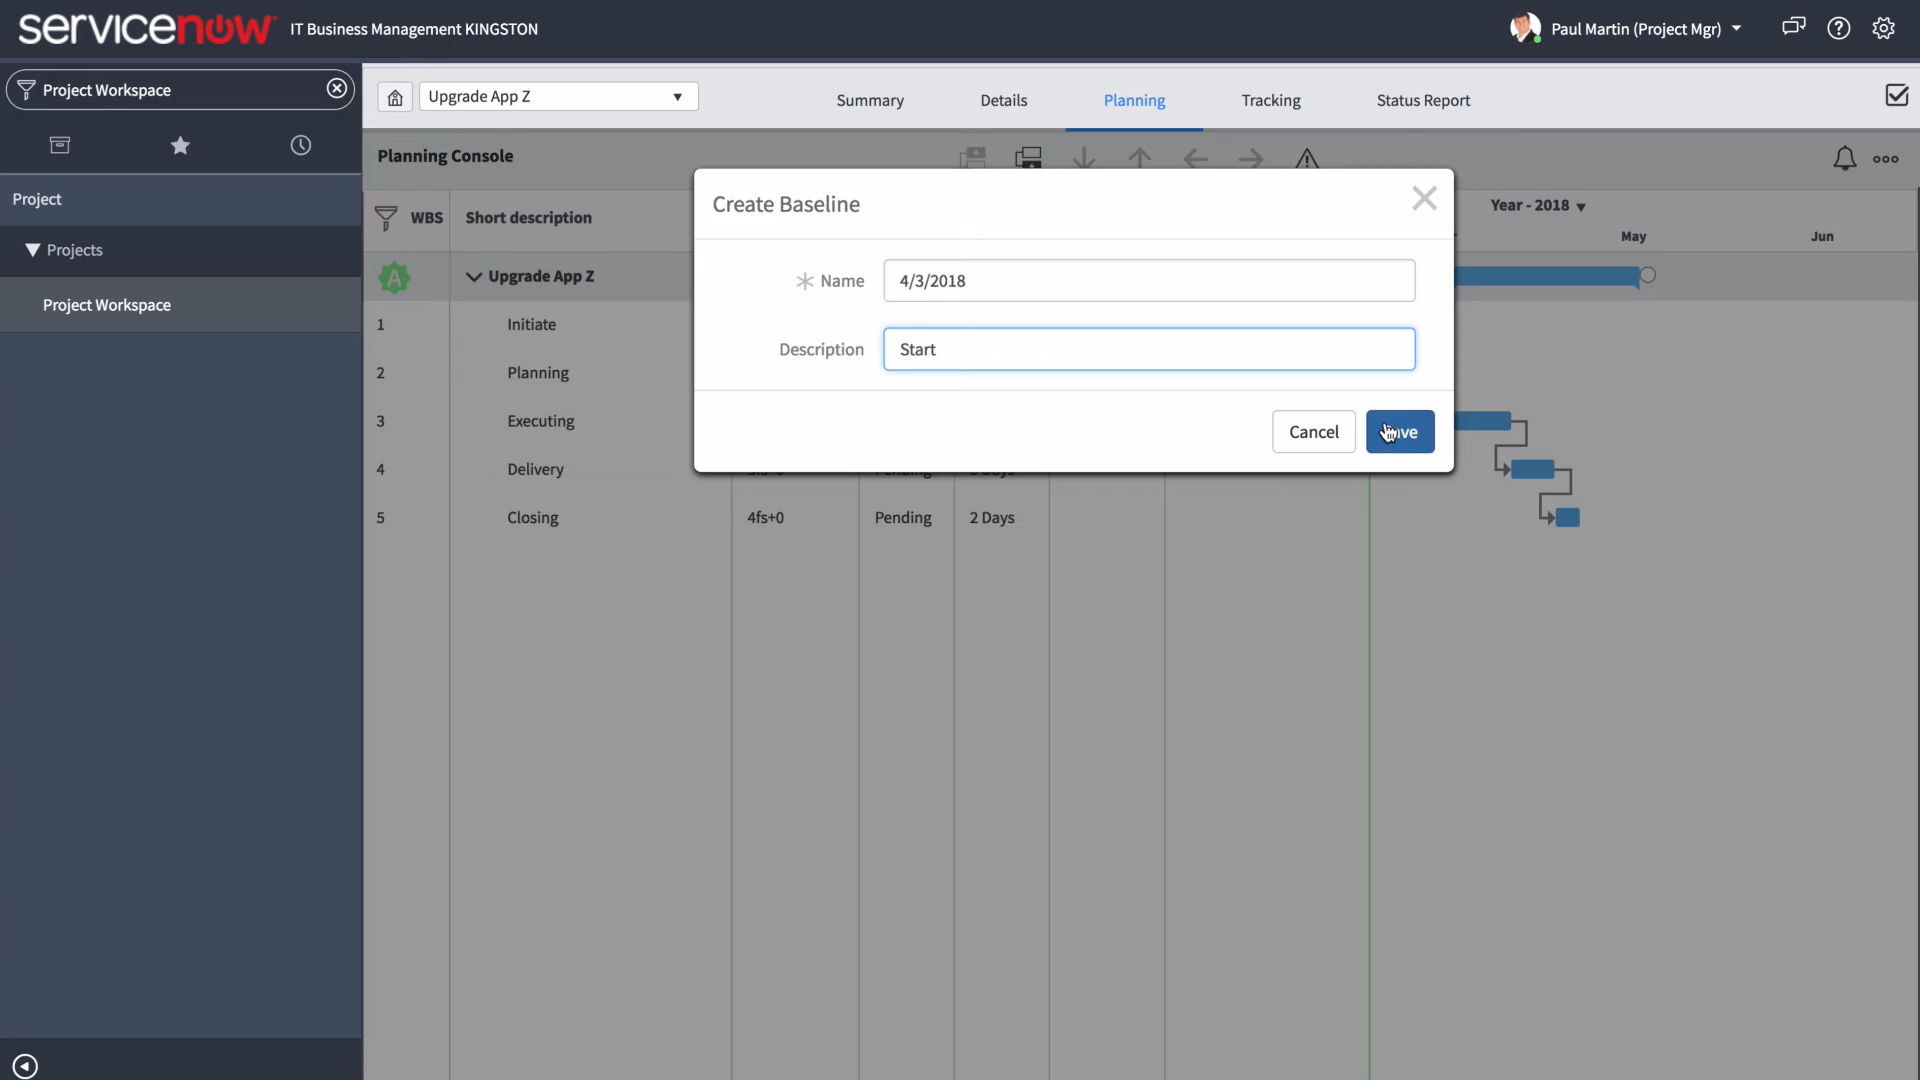 servicenow IT Business Management KINGSTON
Paul Martin (Project Mgr)
Project Workspace
Project
Projects
Project Workspace
Upgrade App Z
Summary Details Planning Tracking Status Report
Planning Console
WBS Short description
Year - 2018
May Jun
A Upgrade App Z
1 Initiate
2 Planning
3 Executing
4 Delivery
5 Closing 4fs+0 Pending 2 Days
Create Baseline
Name 4/3/2018
Description Start
Cancel